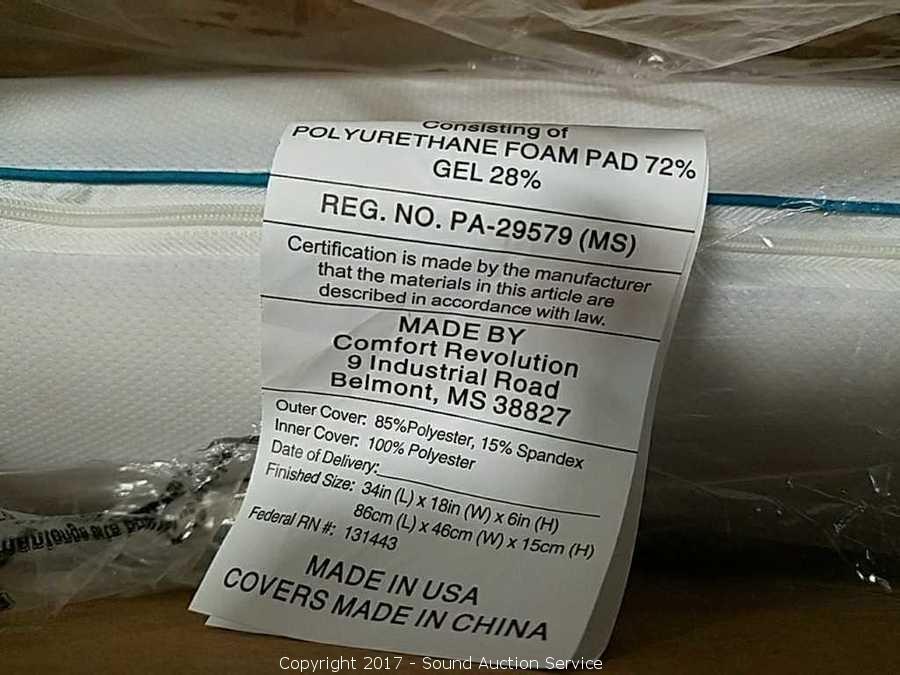 Consisting of
POLYURETHANE FOAM PAD 72%
GEL 28%
REG. NO. PA-29579 (MS)
Certification is made by the manufacturer
that the materials in this article are
described in accordance with law.
MADE BY
Comfort Revolution
9 Industrial Road
Belmont, MS 38827
Outer Cover: 85%Polyester, 15% Spandex
Inner Cover: 100% Polyester
Date of Delivery:
Finished Size: 34in (L) x 18in (W) x 6in (H)
86cm (L) x 46cm (W) x 15cm (H)
Federal RN #: 131443
MADE IN USA
COVERS MADE IN CHINA
Copyright 2017 - Sound Auction Service